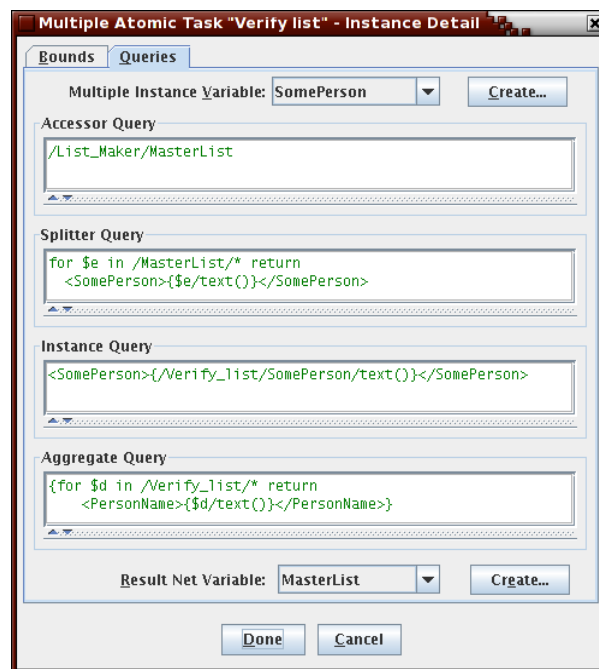 Multiple Atomic Task "Verify list" - Instance Detail
Bounds Queries
Multiple Instance Variable: SomePerson Create...
Accessor Query
/List_Maker/MasterList
Splitter Query
for $e in /MasterList/* return
<SomePerson>{$e/text()}</SomePerson>
Instance Query
<SomePerson>{/Verify_list/SomePerson/text()}</SomePerson>
Aggregate Query
{for $d in /Verify_list/* return
<PersonName>{$d/text()}</PersonName>}
Result Net Variable: MasterList Create...
Done Cancel